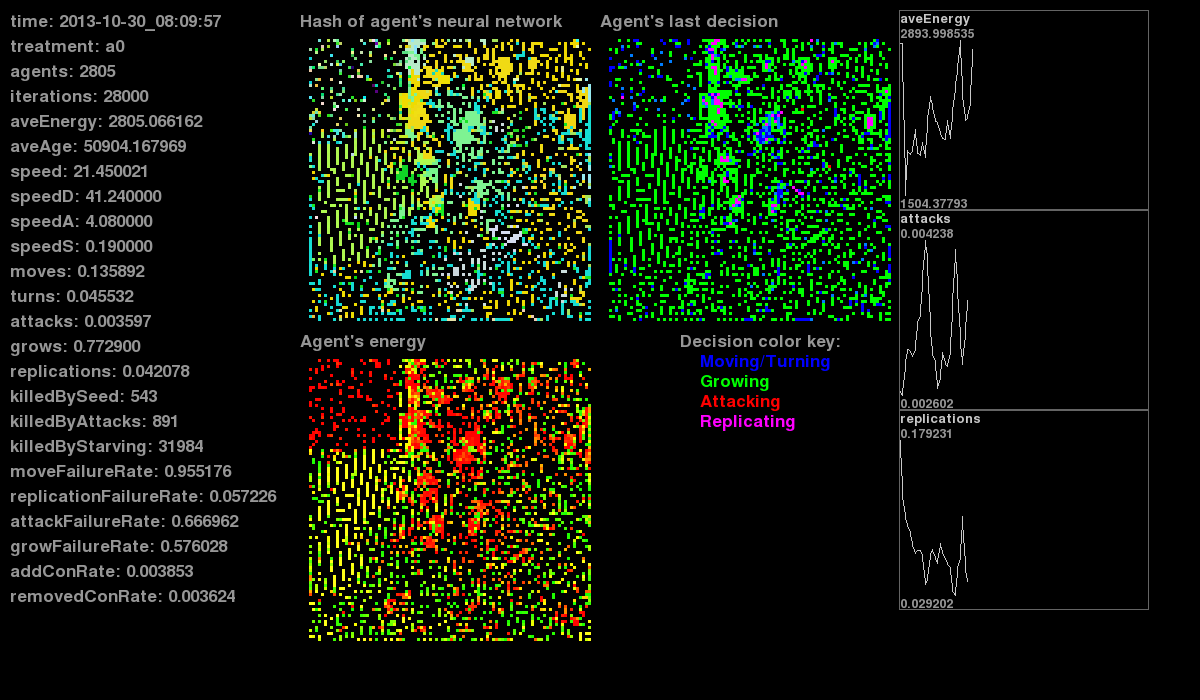 time: 2013-10-30_08:09:57
treatment: a0
agents: 2805
iterations: 28000
aveEnergy: 2805.066162
aveAge: 50904.167969
speed: 21.450021
speedD: 41.240000
speedA: 4.080000
speedS: 0.190000
moves: 0.135892
turns: 0.045532
attacks: 0.003597
grows: 0.772900
replications: 0.042078
killedBySeed: 543
killedByAttacks: 891
killedByStarving: 31984
moveFailureRate: 0.955176
replicationFailureRate: 0.057226
attackFailureRate: 0.666962
growFailureRate: 0.576028
addConRate: 0.003853
removedConRate: 0.003624
Hash of agent's neural network
Agent's last decision
Agent's energy
Decision color key:
Moving/Turning
Growing
Attacking
Replicating
aveEnergy
2893.998535
1504.37793
attacks
0.004238
0.002602
replications
0.179231
0.029202